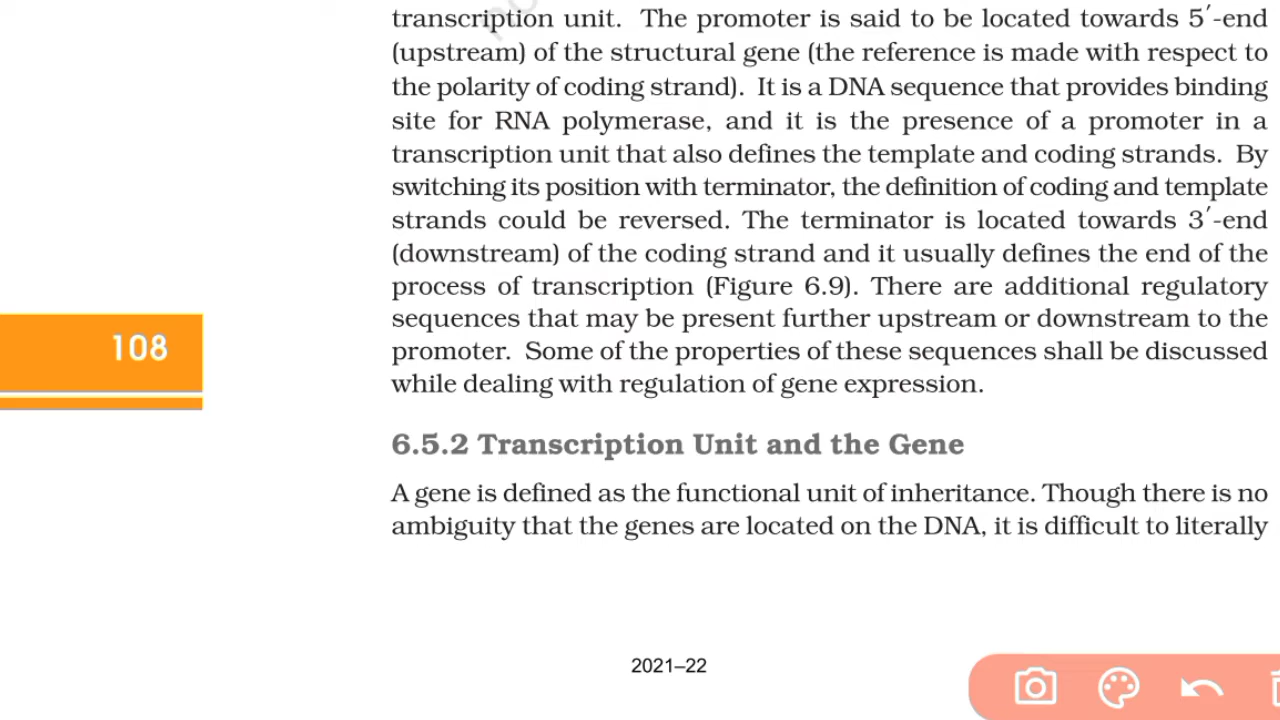 transcription unit. The promoter is said to be located towards 5′-end
(upstream) of the structural gene (the reference is made with respect to
the polarity of coding strand). It is a DNA sequence that provides binding
site for RNA polymerase, and it is the presence of a promoter in a
transcription unit that also defines the template and coding strands. By
switching its position with terminator, the definition of coding and template
strands could be reversed. The terminator is located towards 3′-end
(downstream) of the coding strand and it usually defines the end of the
process of transcription (Figure 6.9). There are additional regulatory
sequences that may be present further upstream or downstream to the
promoter. Some of the properties of these sequences shall be discussed
while dealing with regulation of gene expression.
108
6.5.2 Transcription Unit and the Gene
A gene is defined as the functional unit of inheritance. Though there is no
ambiguity that the genes are located on the DNA, it is difficult to literally
2021–22